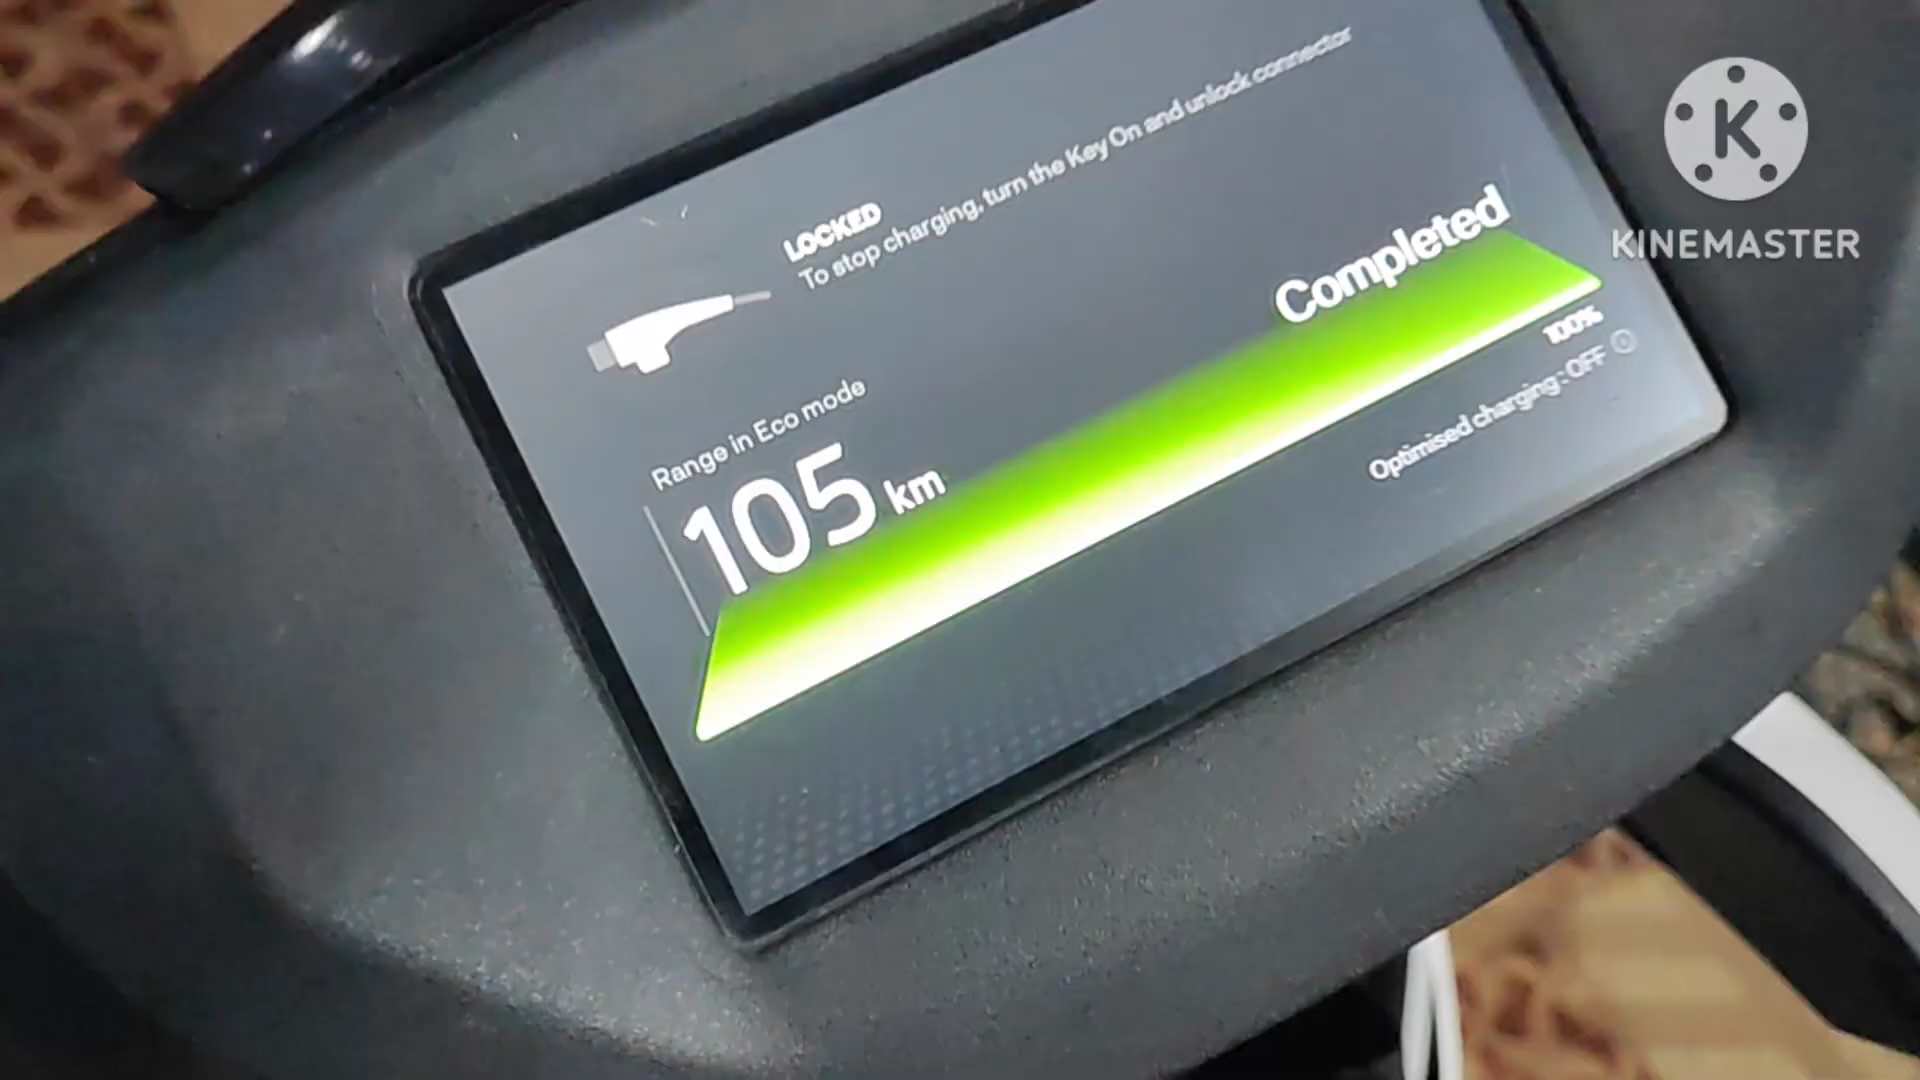 LOCKED
To stop charging, turn the Key On and unlock connector
Completed
100%
Optimised charging: OFF
Range in Eco mode
105 km
K
KINEMASTER